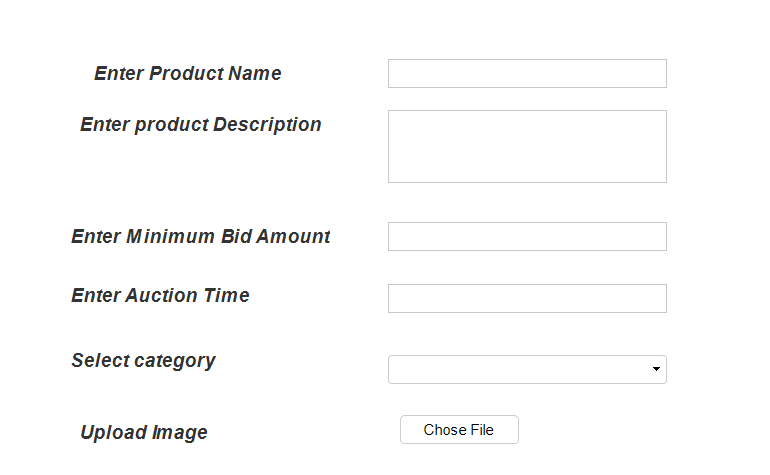 Enter Product Name
Enter product Description
Enter Minimum Bid Amount
Enter Auction Time
Select category
Upload Image
Chose File